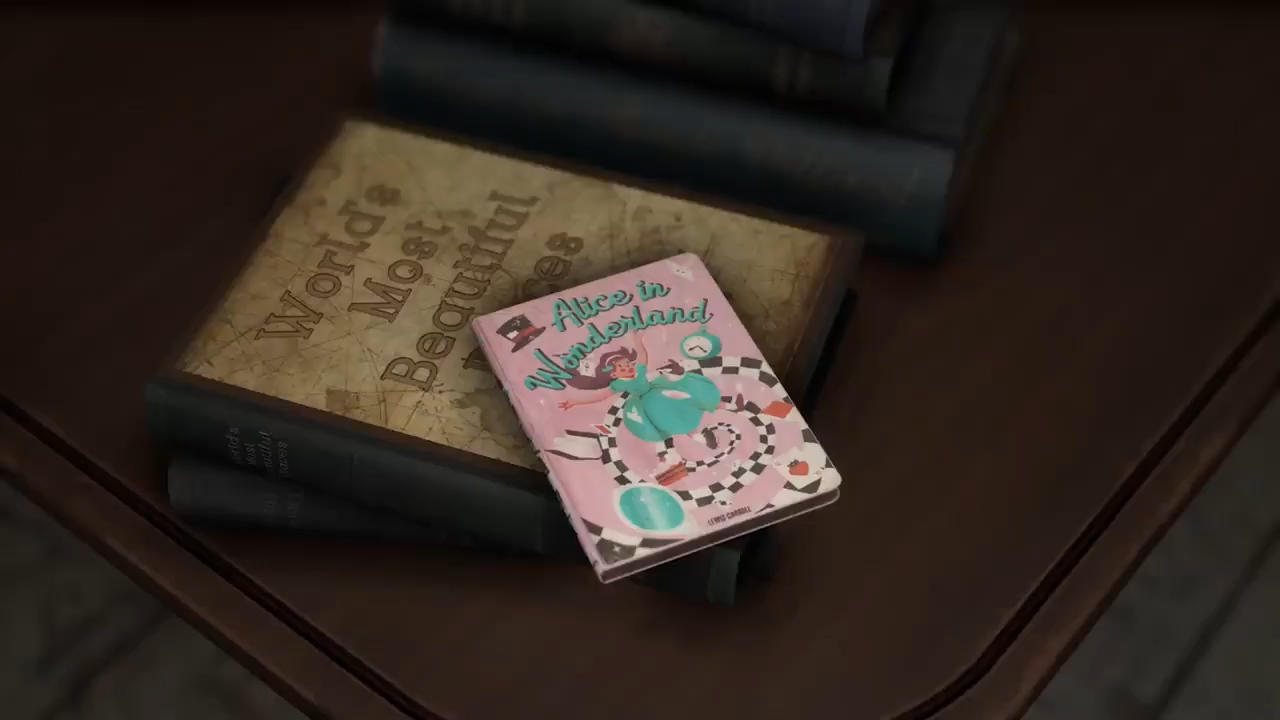 World's
Most
Beautiful
Alice in
Wonderland
LEWIS CARROLL